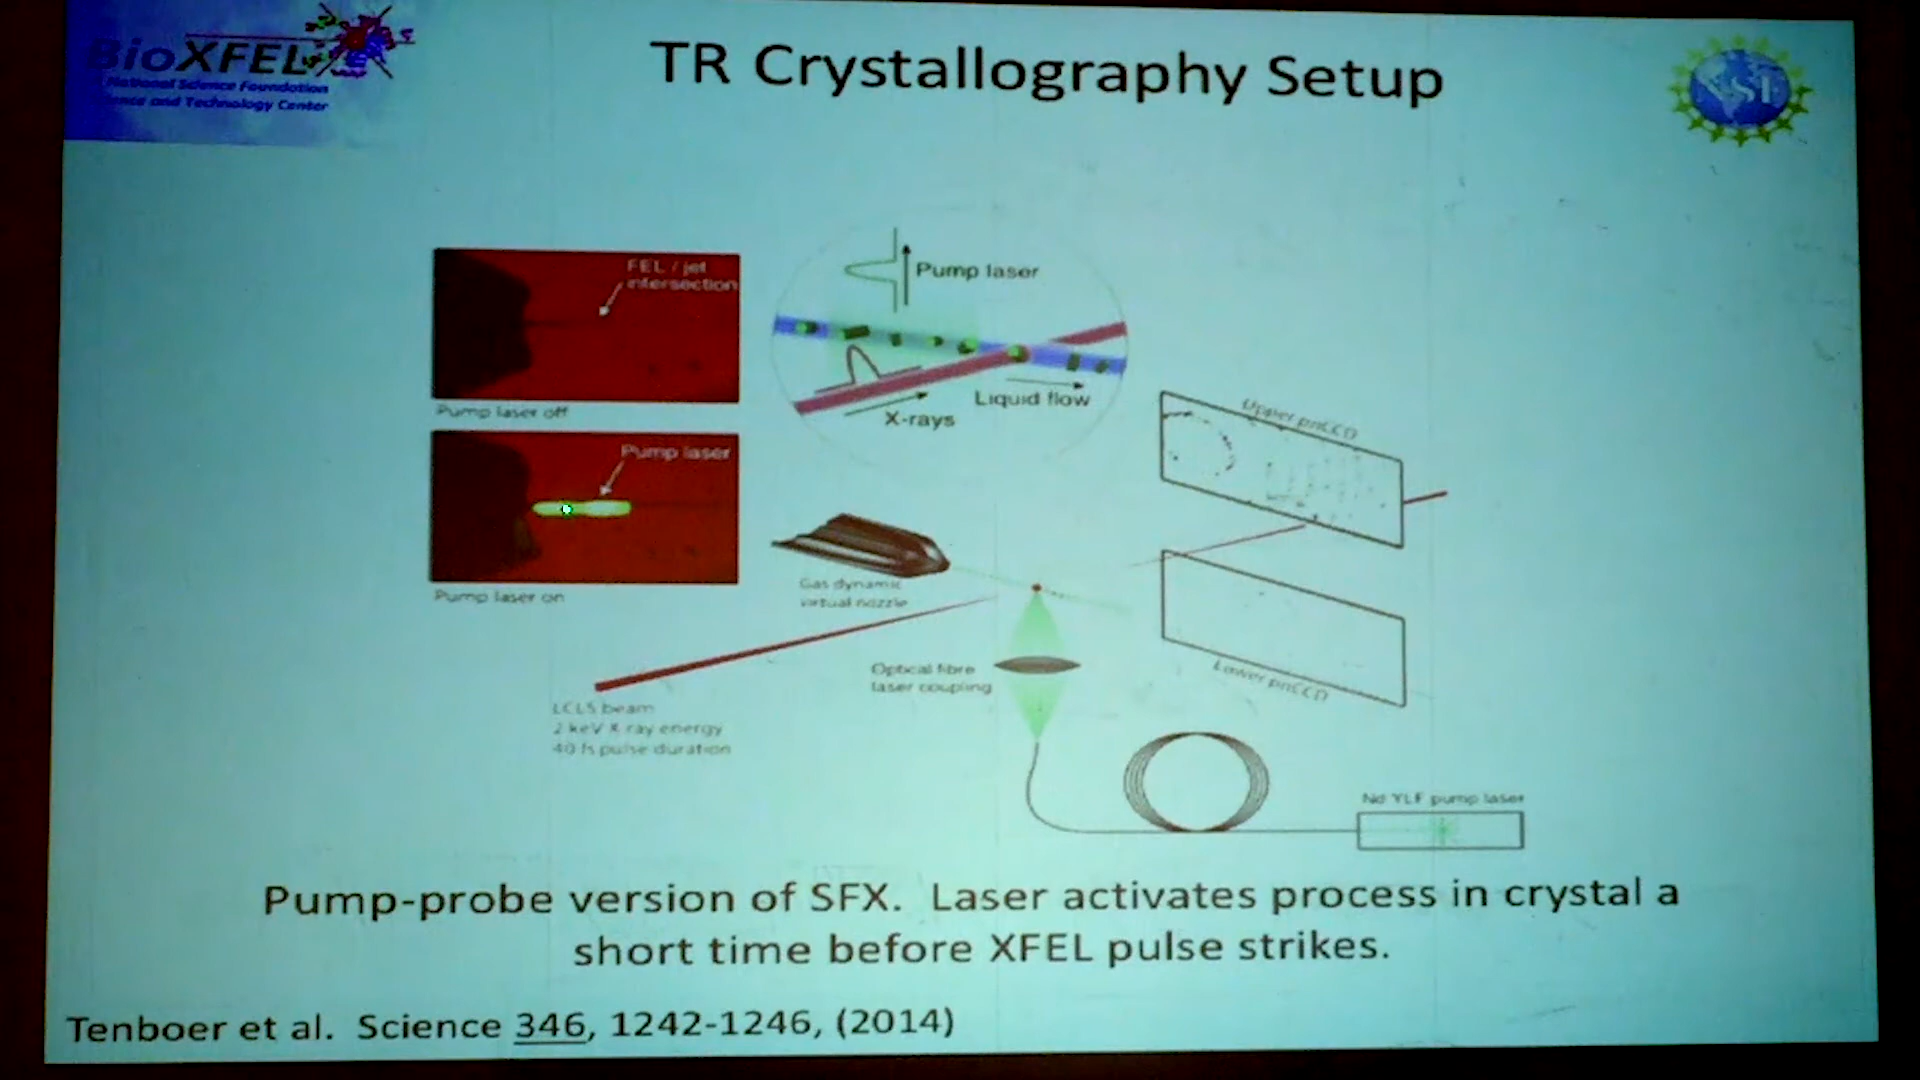 BioXFEL
National Science Foundation
Science and Technology Center
TR Crystallography Setup
NSF
FEL / jet
intersection
Pump laser off
Pump laser
Pump laser on
Pump laser
Liquid flow
X-rays
Upper pnCCD
Gas dynamic
virtual nozzle
Lower pnCCD
LCLS beam
2 keV X-ray energy
40 fs pulse duration
Optical fibre
laser coupling
Nd YLF pump laser
Pump-probe version of SFX. Laser activates process in crystal a
short time before XFEL pulse strikes.
Tenboer et al. Science 346, 1242-1246, (2014)